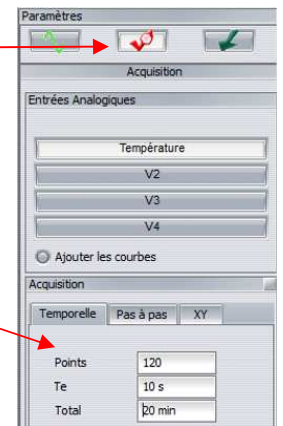 Paramètres
Acquisition
Entrées Analogiques
Température
V2
V3
V4
Ajouter les courbes
Acquisition
Temporelle Pas à pas XY
Points 120
Te 10 s
Total 20 min